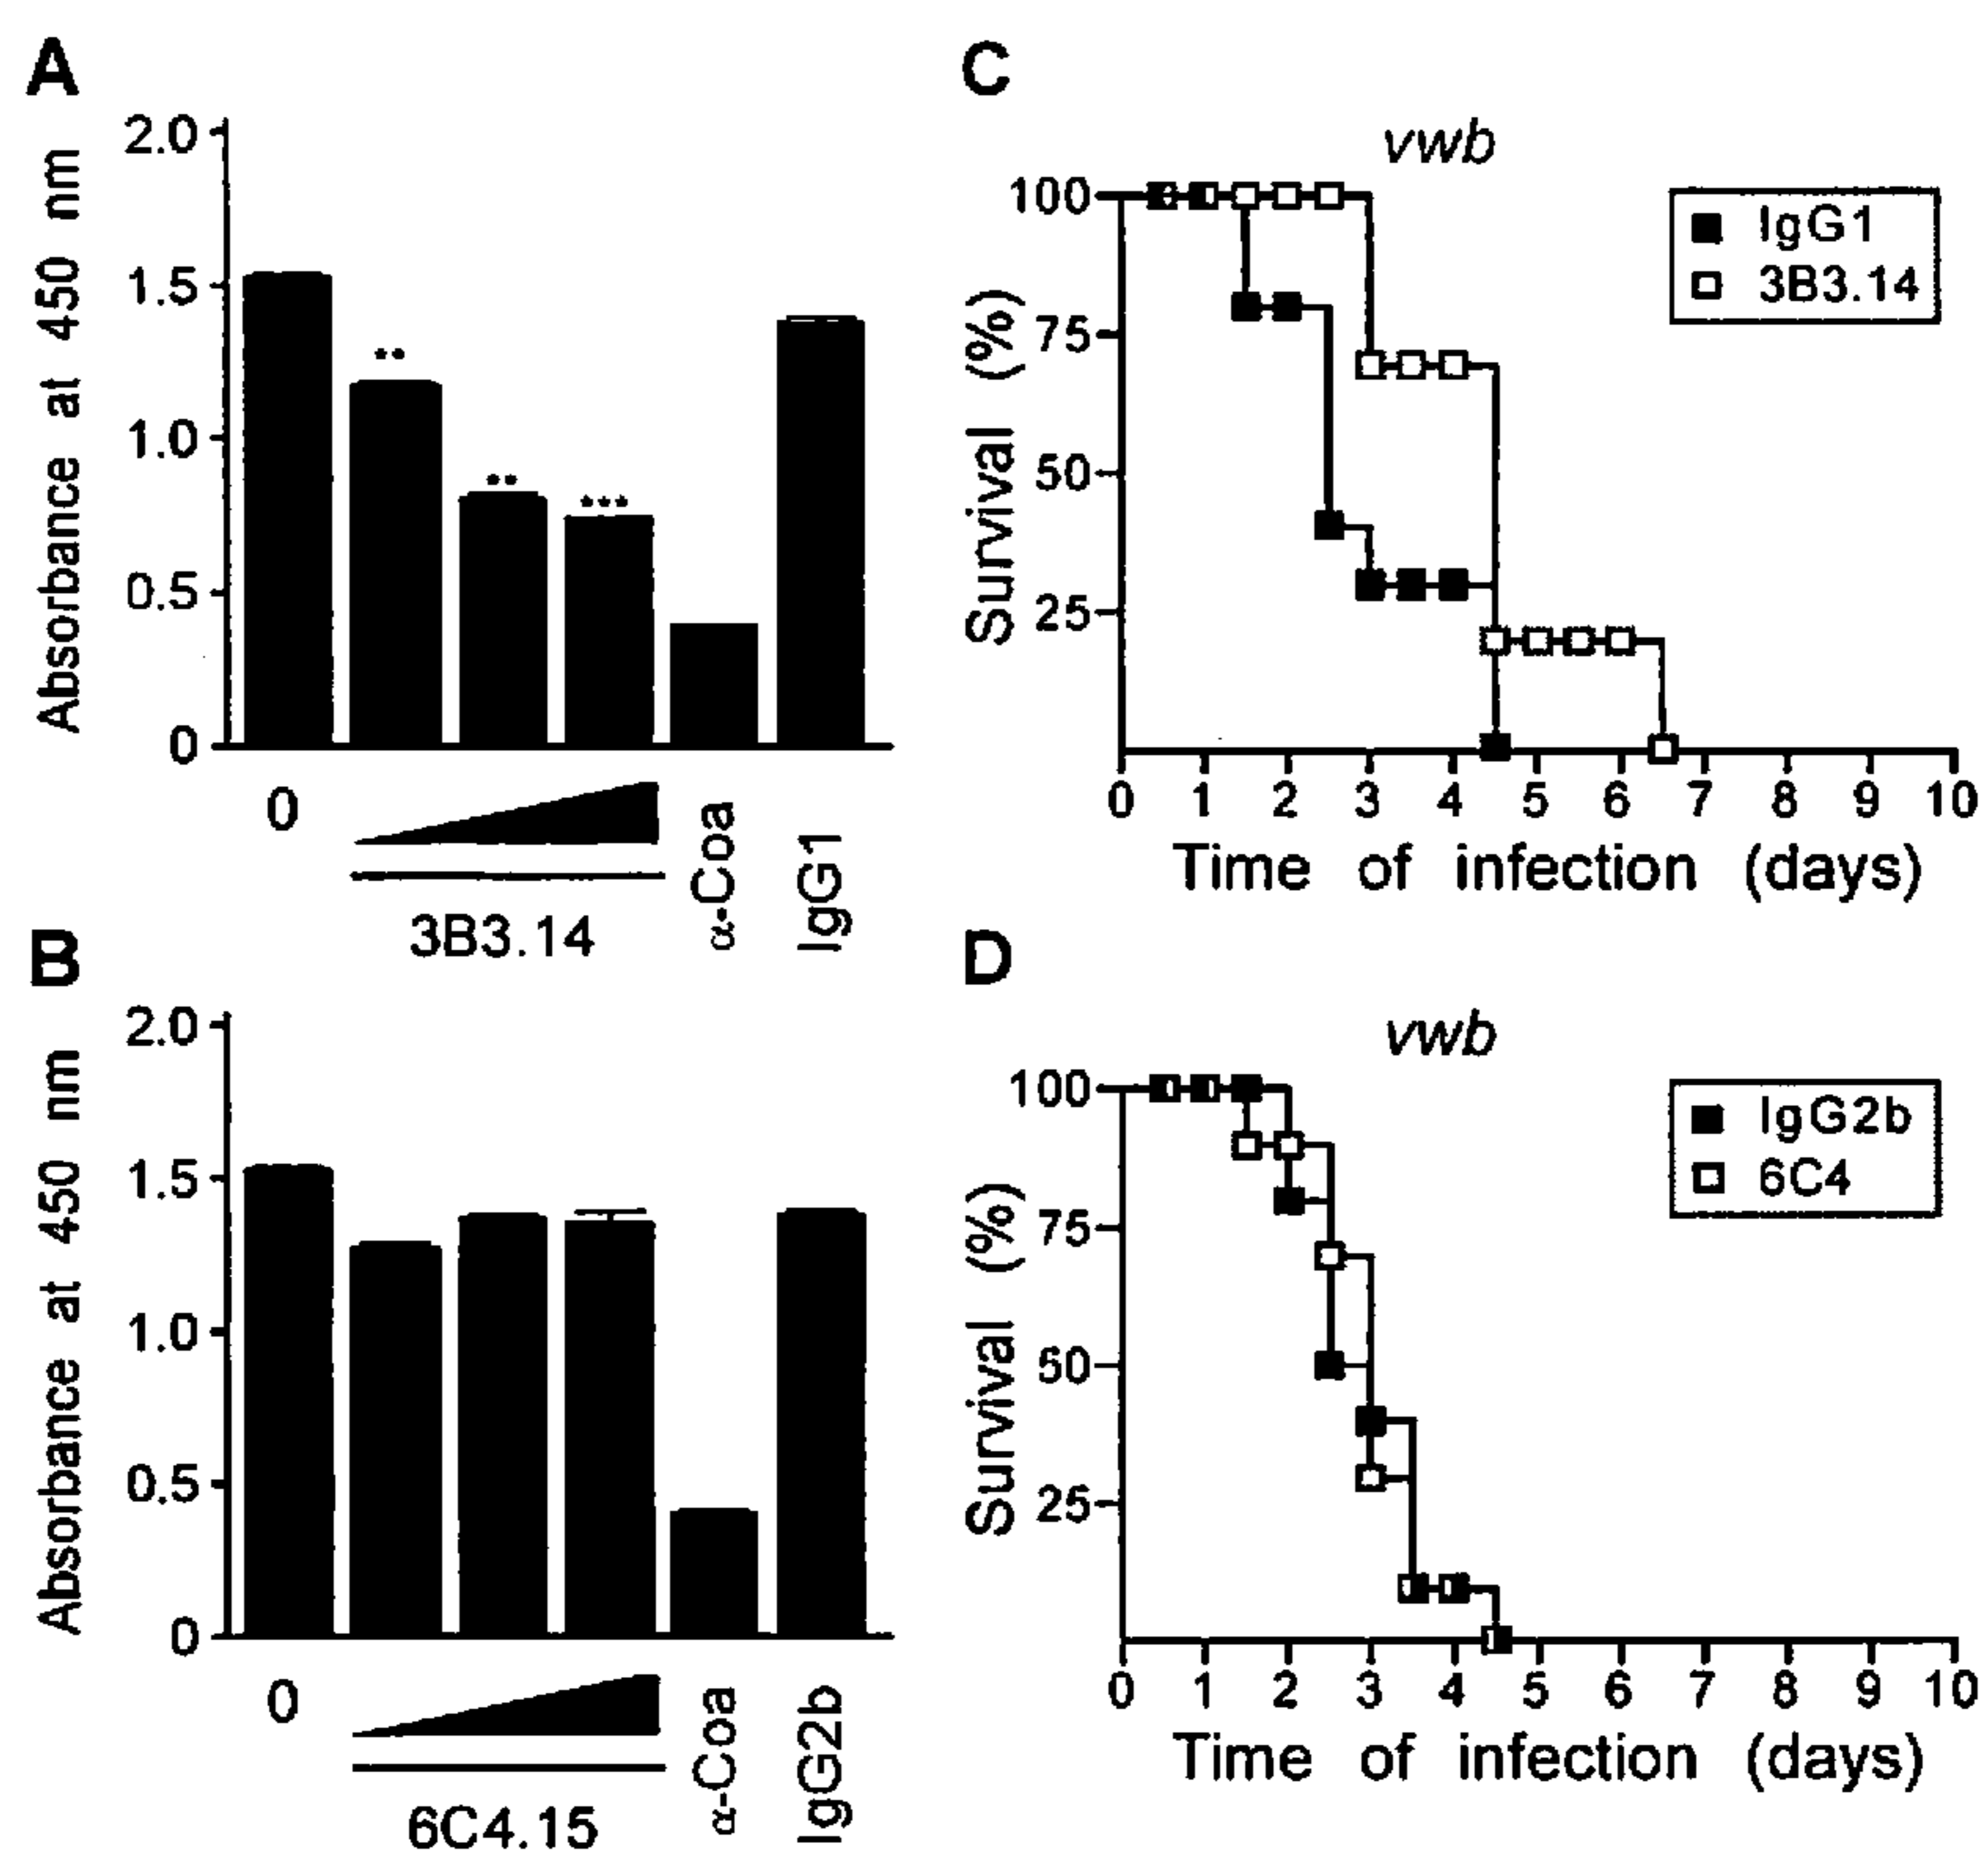 A
Absorbance at 450 nm
2.0
1.5
1.0
0.5
0
••
••
•••
0
3B3.14
α-Coa
IgG1
C
vwb
IgG1
3B3.14
Survival (%)
100
75
50
25
0 1 2 3 4 5 6 7 8 9 10
Time of infection (days)
B
Absorbance at 450 nm
2.0
1.5
1.0
0.5
0
0
6C4.15
α-Coa
IgG2b
D
vwb
IgG2b
6C4
Survival (%)
100
75
50
25
0 1 2 3 4 5 6 7 8 9 10
Time of infection (days)